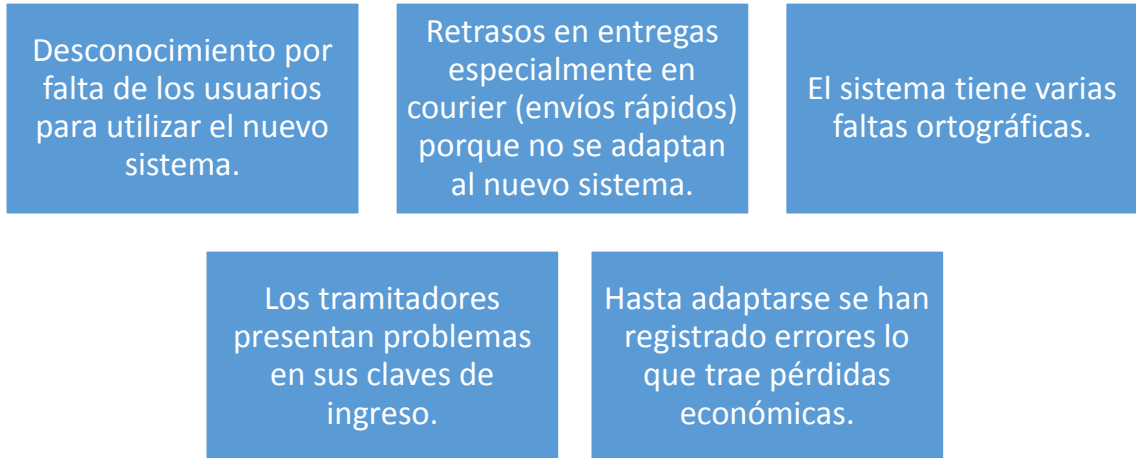 Desconocimiento por
falta de los usuarios
para utilizar el nuevo
sistema.
Retrasos en entregas
especialmente en
courier (envíos rápidos)
porque no se adaptan
al nuevo sistema.
El sistema tiene varias
faltas ortográficas.
Los tramitadores
presentan problemas
en sus claves de
ingreso.
Hasta adaptarse se han
registrado errores lo
que trae pérdidas
económicas.